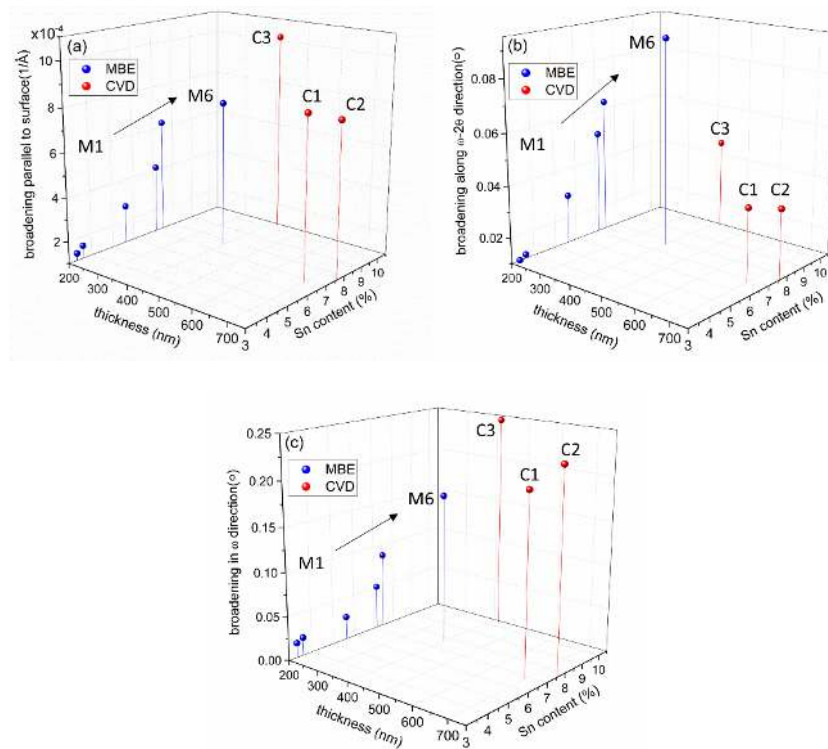 x10⁻⁴
(a)
MBE
CVD
C3
C1
C2
M6
M1
10
8
6
4
2
broadening parallel to surface(1/Å)
200
300
400
500
600
700
thickness (nm)
3
4
5
6
7
8
9
10
Sn content (%)
(b)
MBE
CVD
M6
M1
C3
C1
C2
0.08
0.06
0.04
0.02
broadening along ω-2θ direction(o)
200
300
400
500
600
700
thickness (nm)
3
4
5
6
7
8
9
10
Sn content (%)
(c)
MBE
CVD
C3
C2
C1
M6
M1
0.25
0.20
0.15
0.10
0.05
0.00
broadening in ω direction(o)
200
300
400
500
600
700
thickness (nm)
3
4
5
6
7
8
9
10
Sn content (%)